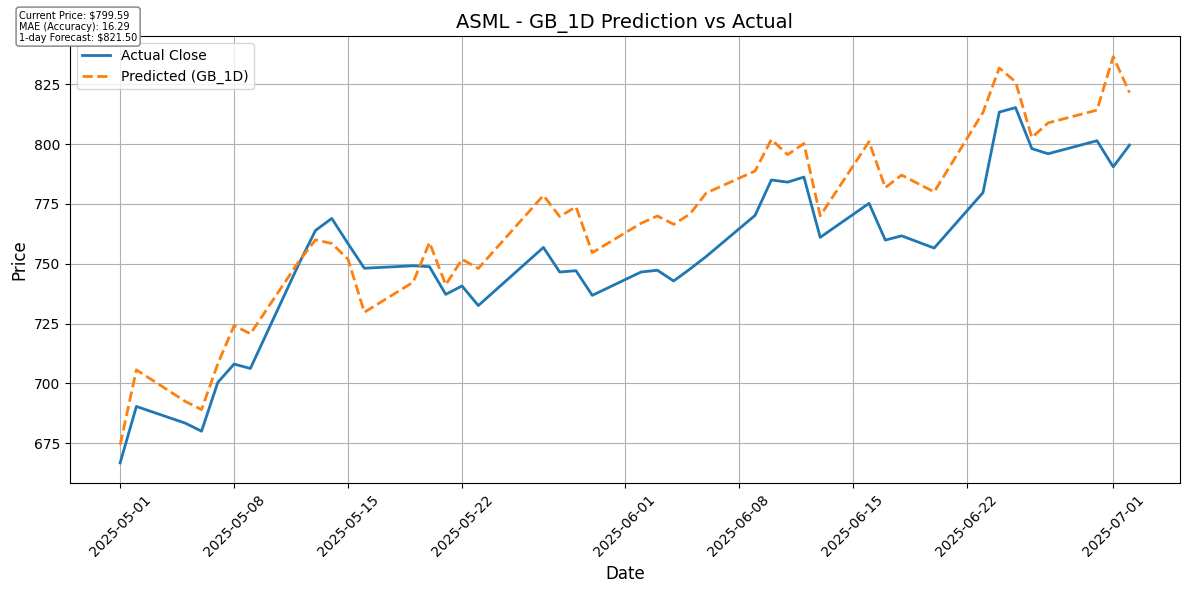 Current Price: $799.59
MAE (Accuracy): 16.29
1-day Forecast: $821.50
ASML - GB_1D Prediction vs Actual
Actual Close
Predicted (GB_1D)
Price
825
800
775
750
725
700
675
2025-05-01
2025-05-08
2025-05-15
2025-05-22
2025-06-01
2025-06-08
2025-06-15
2025-06-22
2025-07-01
Date